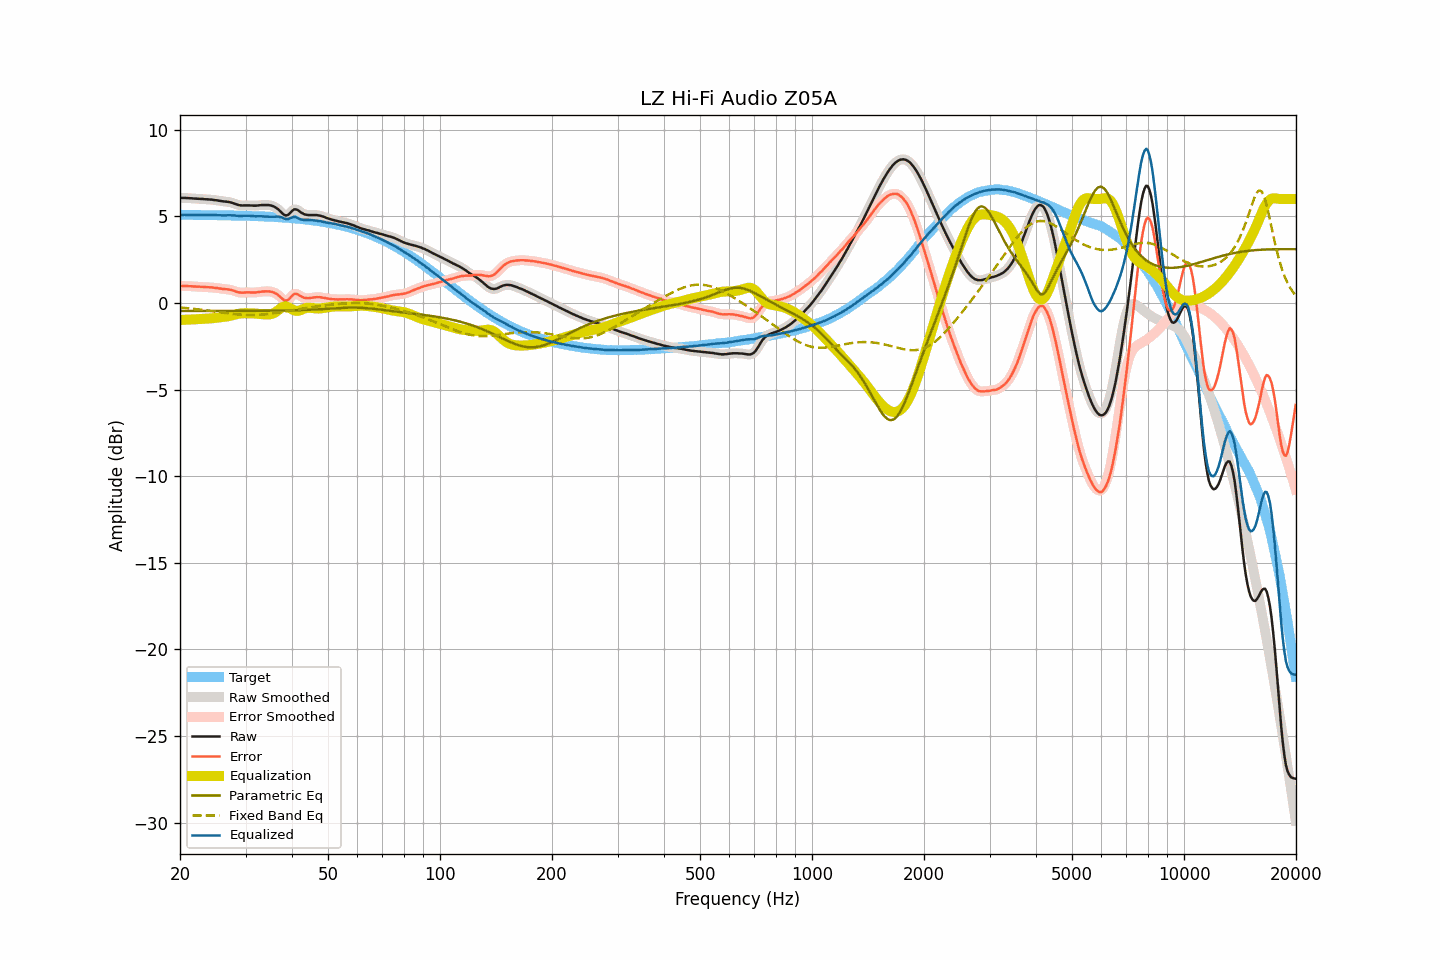 LZ Hi-Fi Audio Z05A
Amplitude (dBr)
10
5
0
−5
−10
−15
−20
−25
−30
Target
Raw Smoothed
Error Smoothed
Raw
Error
Equalization
Parametric Eq
Fixed Band Eq
Equalized
20 50 100 200 500 1000 2000 5000 10000 20000
Frequency (Hz)